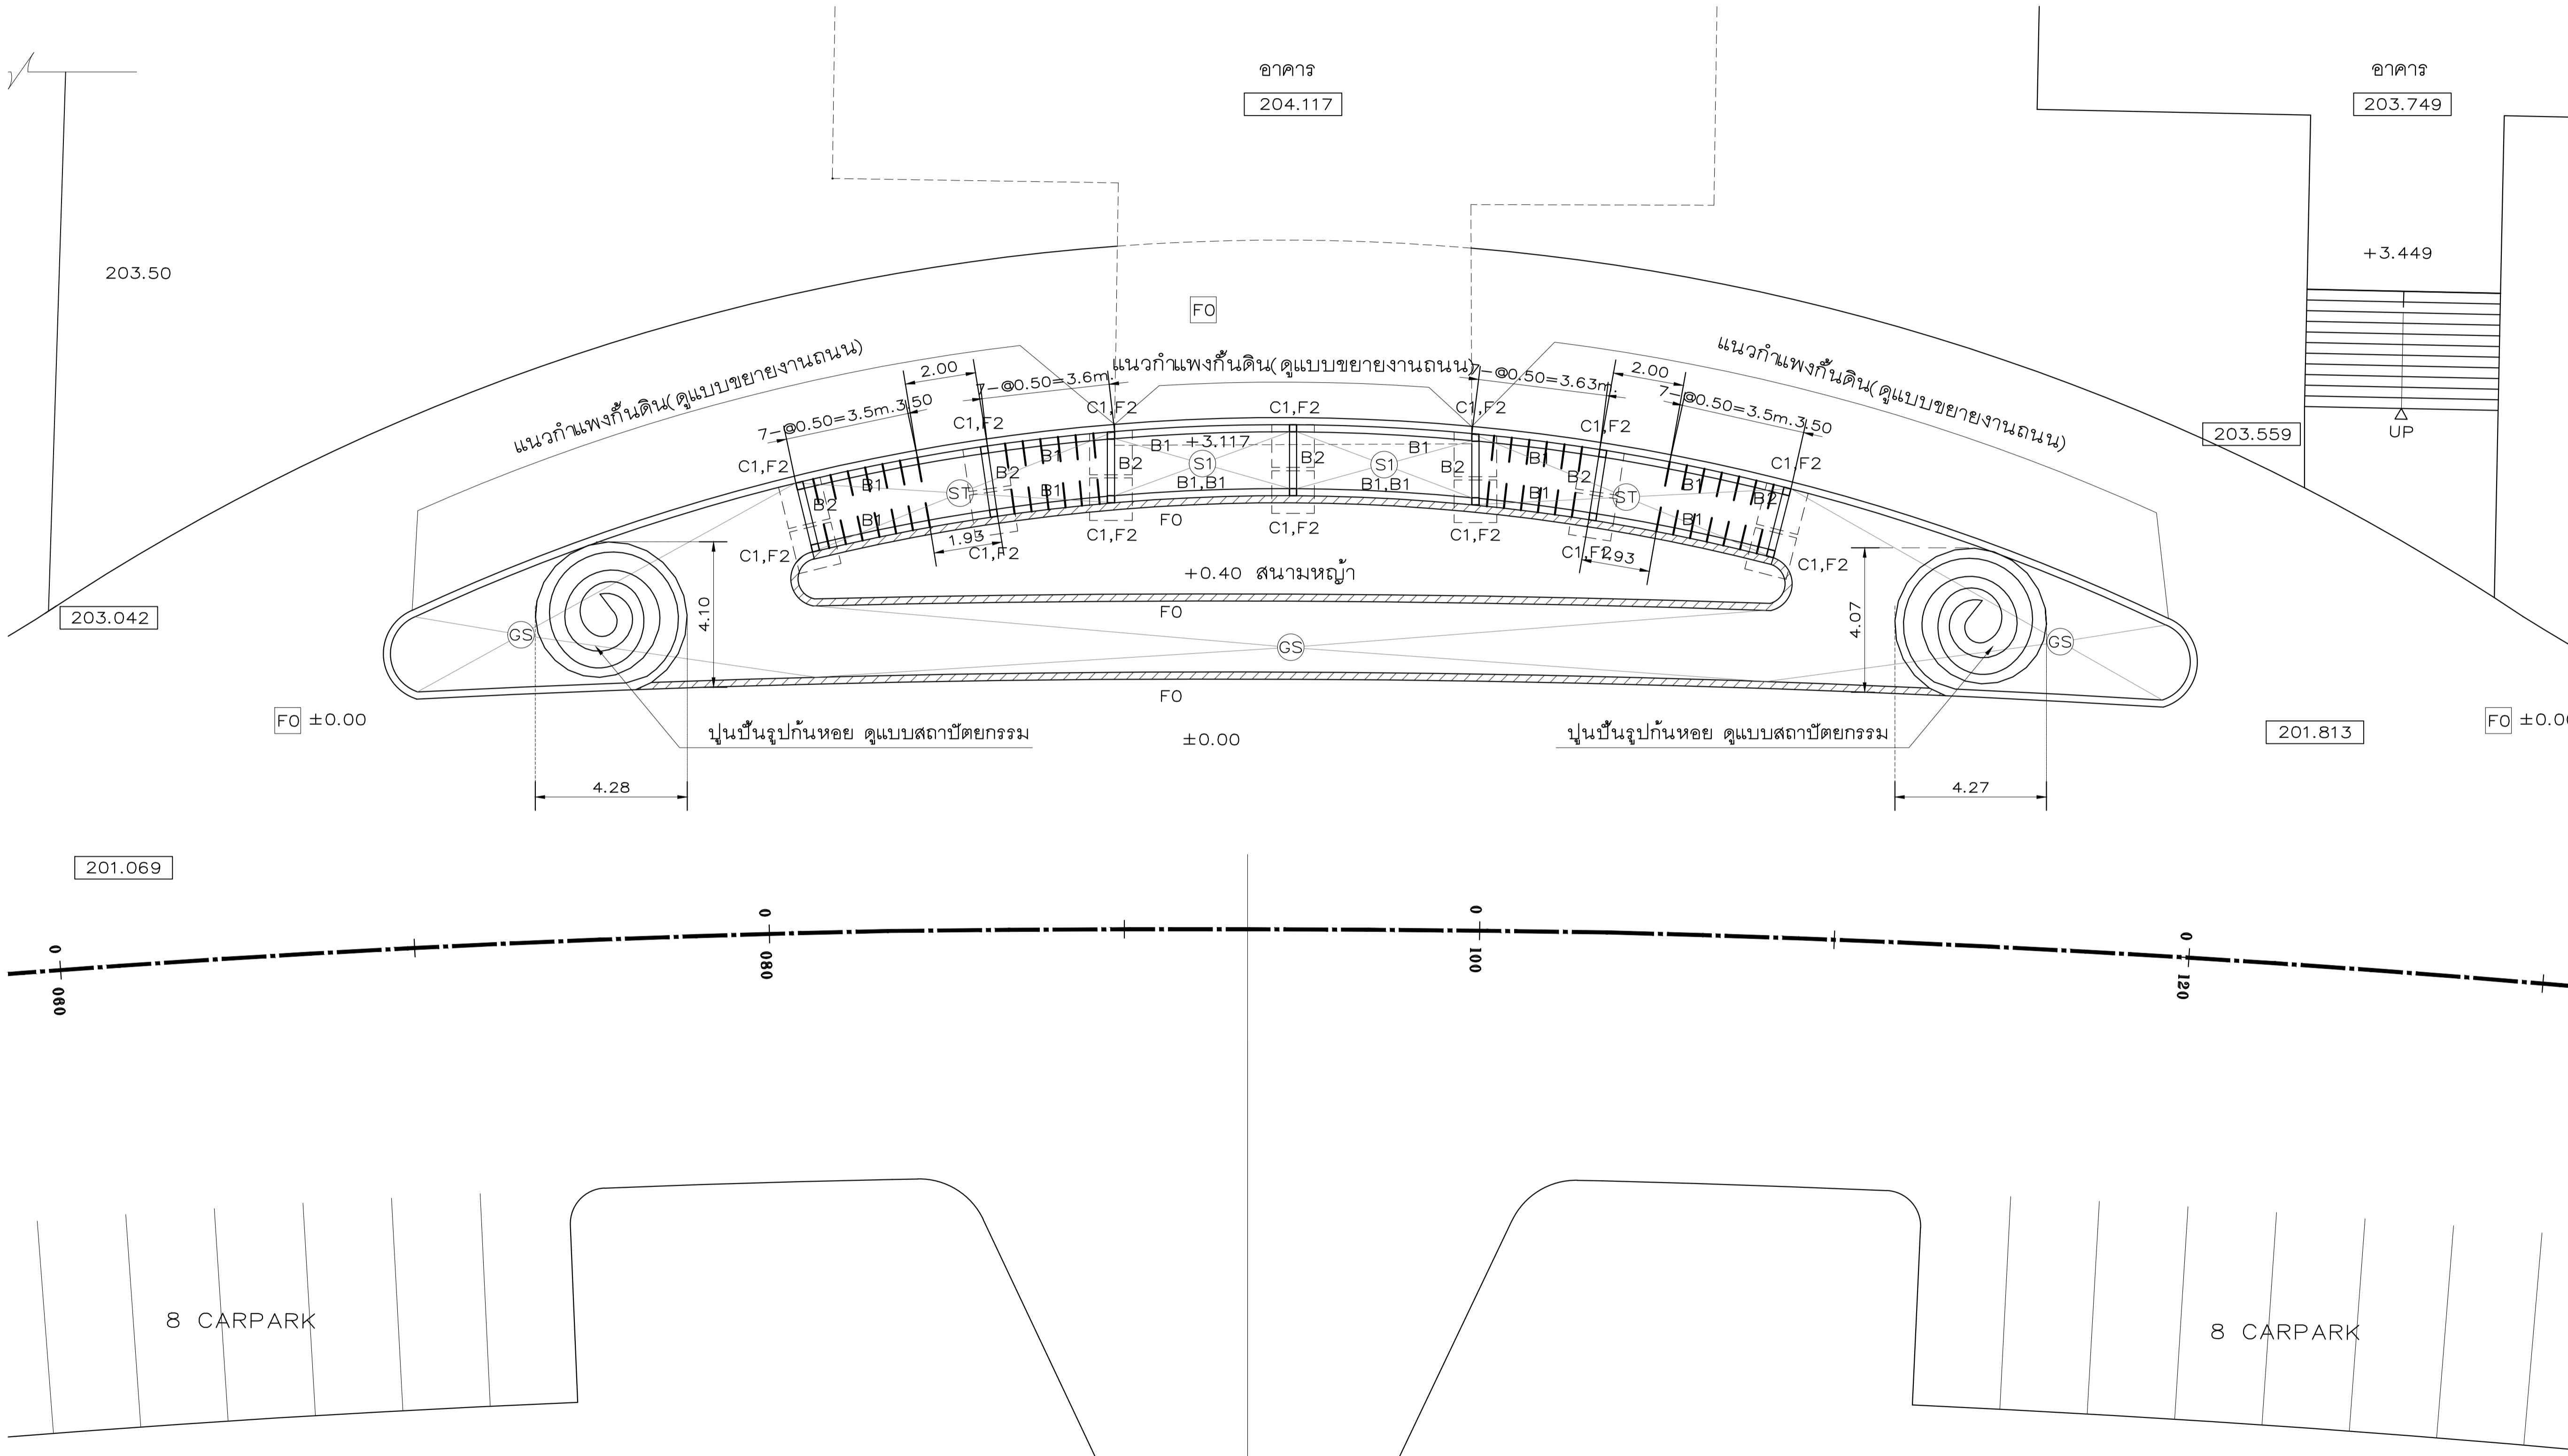 อาคาร
204.117
อาคาร
203.749
203.50
+3.449
F0
แนวกำแพงกั้นดิน(ดูแบบขยายงานถนน)
แนวกำแพงกั้นดิน(ดูแบบขยายงานถนน)
แนวกำแพงกั้นดิน(ดูแบบขยายงานถนน)
2.00
7-@0.50=3.6m.
7-@0.50=3.63m.
2.00
7-@0.50=3.5m.3.50
7-@0.50=3.5m.3.50
C1,F2
C1,F2
C1,F2
C1,F2
C1,F2
C1,F2
C1,F2
203.559
UP
B1
+3.117
B1
B1
B1
B2
B2
B2
B2
B2
B2
B2
S1
S1
B1
B1
ST
ST
B1
B1,B1
B1,B1
B1
B1
B1
F0
1.93
C1,F2
C1,F2
C1,F2
C1,F2
C1,F2
C1,F2
C1,F2
1.93
+0.40 สนามหญ้า
F0
4.10
4.07
203.042
GS
GS
GS
F0
F0 ±0.00
ปูนปั้นรูปก้นหอย ดูแบบสถาปัตยกรรม
±0.00
ปูนปั้นรูปก้นหอย ดูแบบสถาปัตยกรรม
201.813
F0 ±0.00
4.28
4.27
201.069
0
060
0
080
0
100
0
120
8 CARPARK
8 CARPARK